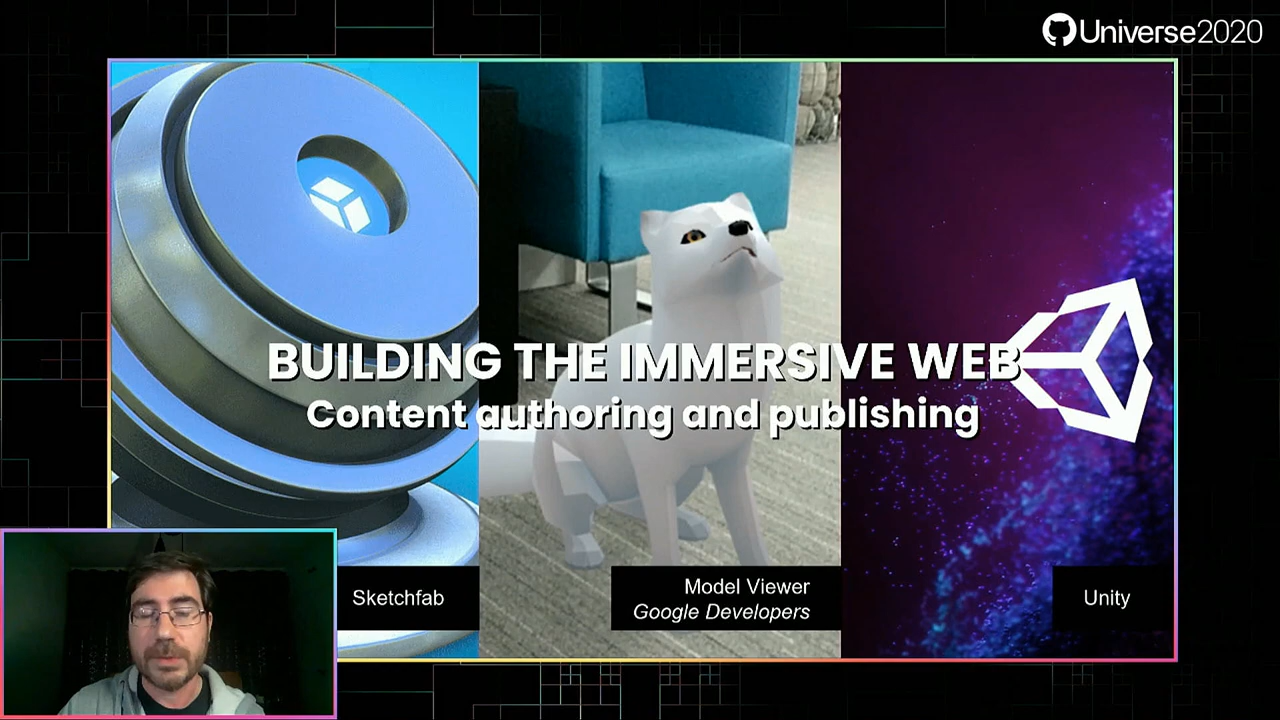 Universe2020
BUILDING THE IMMERSIVE WEB
Content authoring and publishing
Sketchfab
Model Viewer
Google Developers
Unity